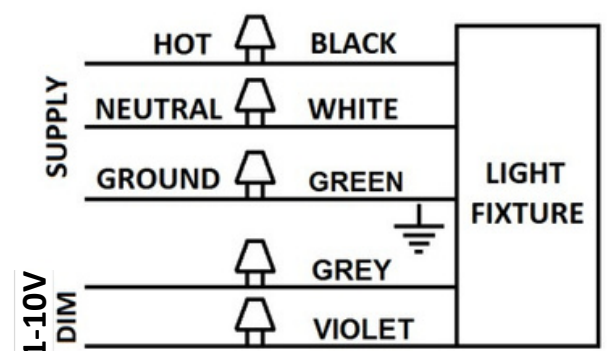 HOT BLACK
NEUTRAL WHITE
GROUND GREEN
SUPPLY
LIGHT
FIXTURE
GREY
VIOLET
1-10V
DIM